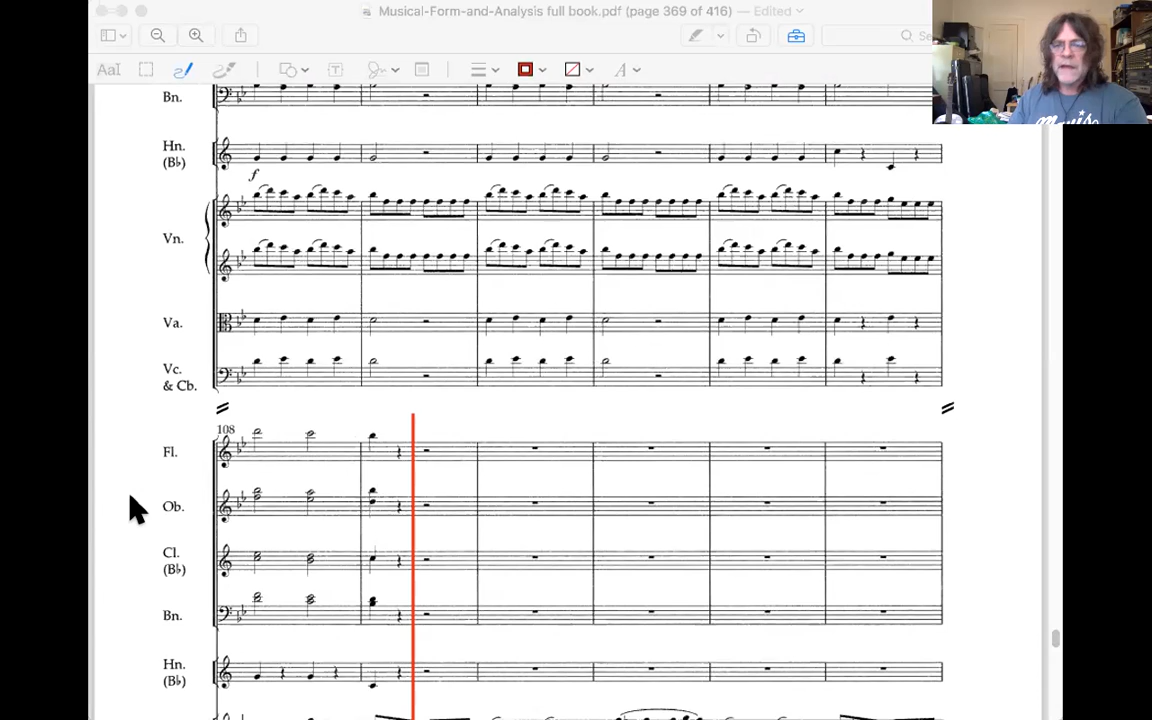 Musical-Form-and-Analysis full book.pdf (page 369 of 416) — Edited
AaI
T
A
Bn.
Hn.
(B♭)
f
Vn.
Va.
Vc.
& Cb.
108
Fl.
Ob.
Cl.
(B♭)
Bn.
Hn.
(B♭)